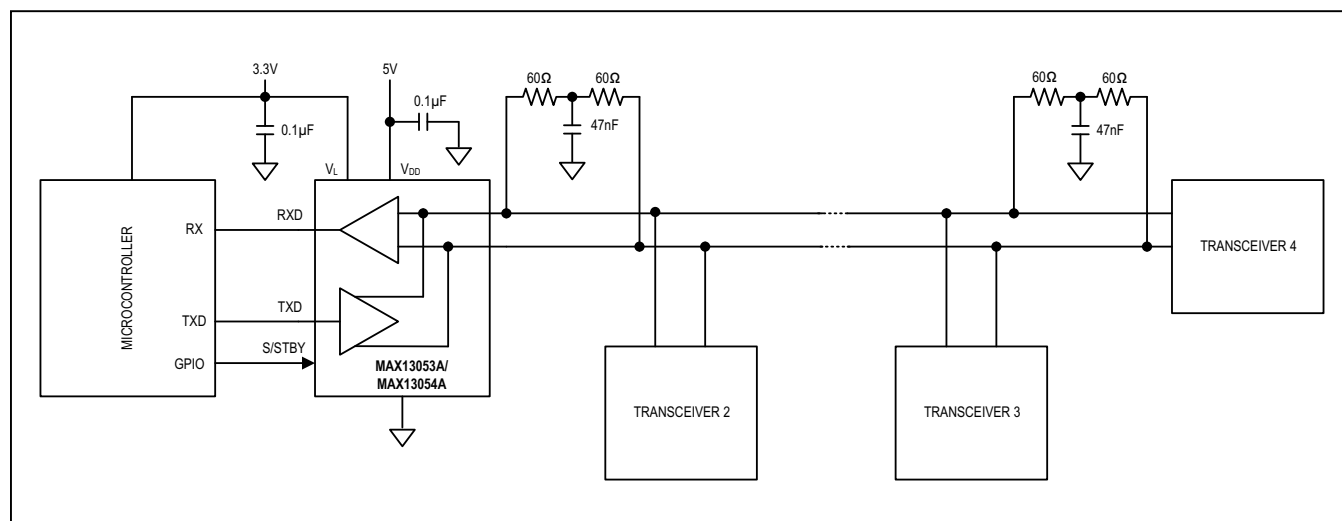 3.3V
5V
60Ω
60Ω
60Ω
60Ω
0.1µF
0.1µF
47nF
47nF
VL
VDD
MICROCONTROLLER
RX
RXD
TXD
TXD
GPIO
S/STBY
MAX13053A/
MAX13054A
TRANSCEIVER 2
TRANSCEIVER 3
TRANSCEIVER 4